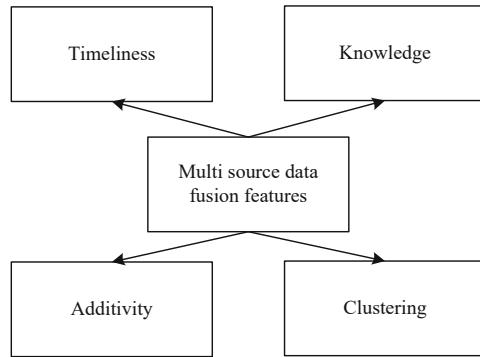 Timeliness
Knowledge
Multi source data
fusion features
Additivity
Clustering